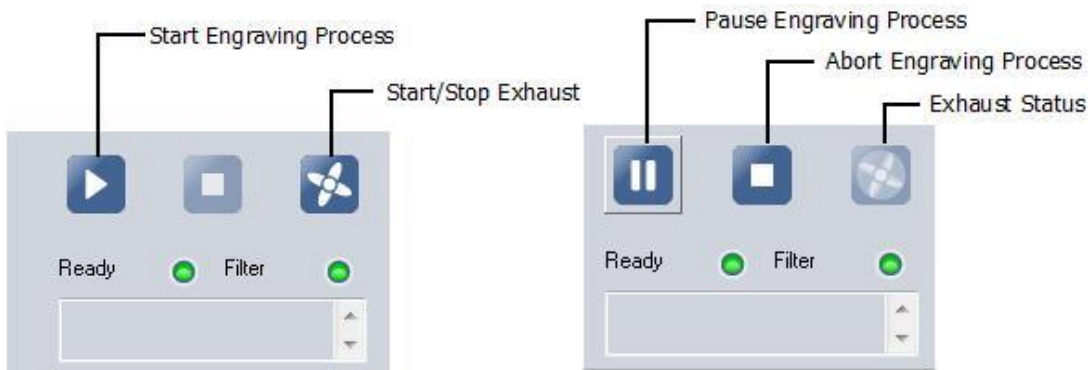 Start Engraving Process
Start/Stop Exhaust
Ready Filter
Pause Engraving Process
Abort Engraving Process
Exhaust Status
Ready Filter